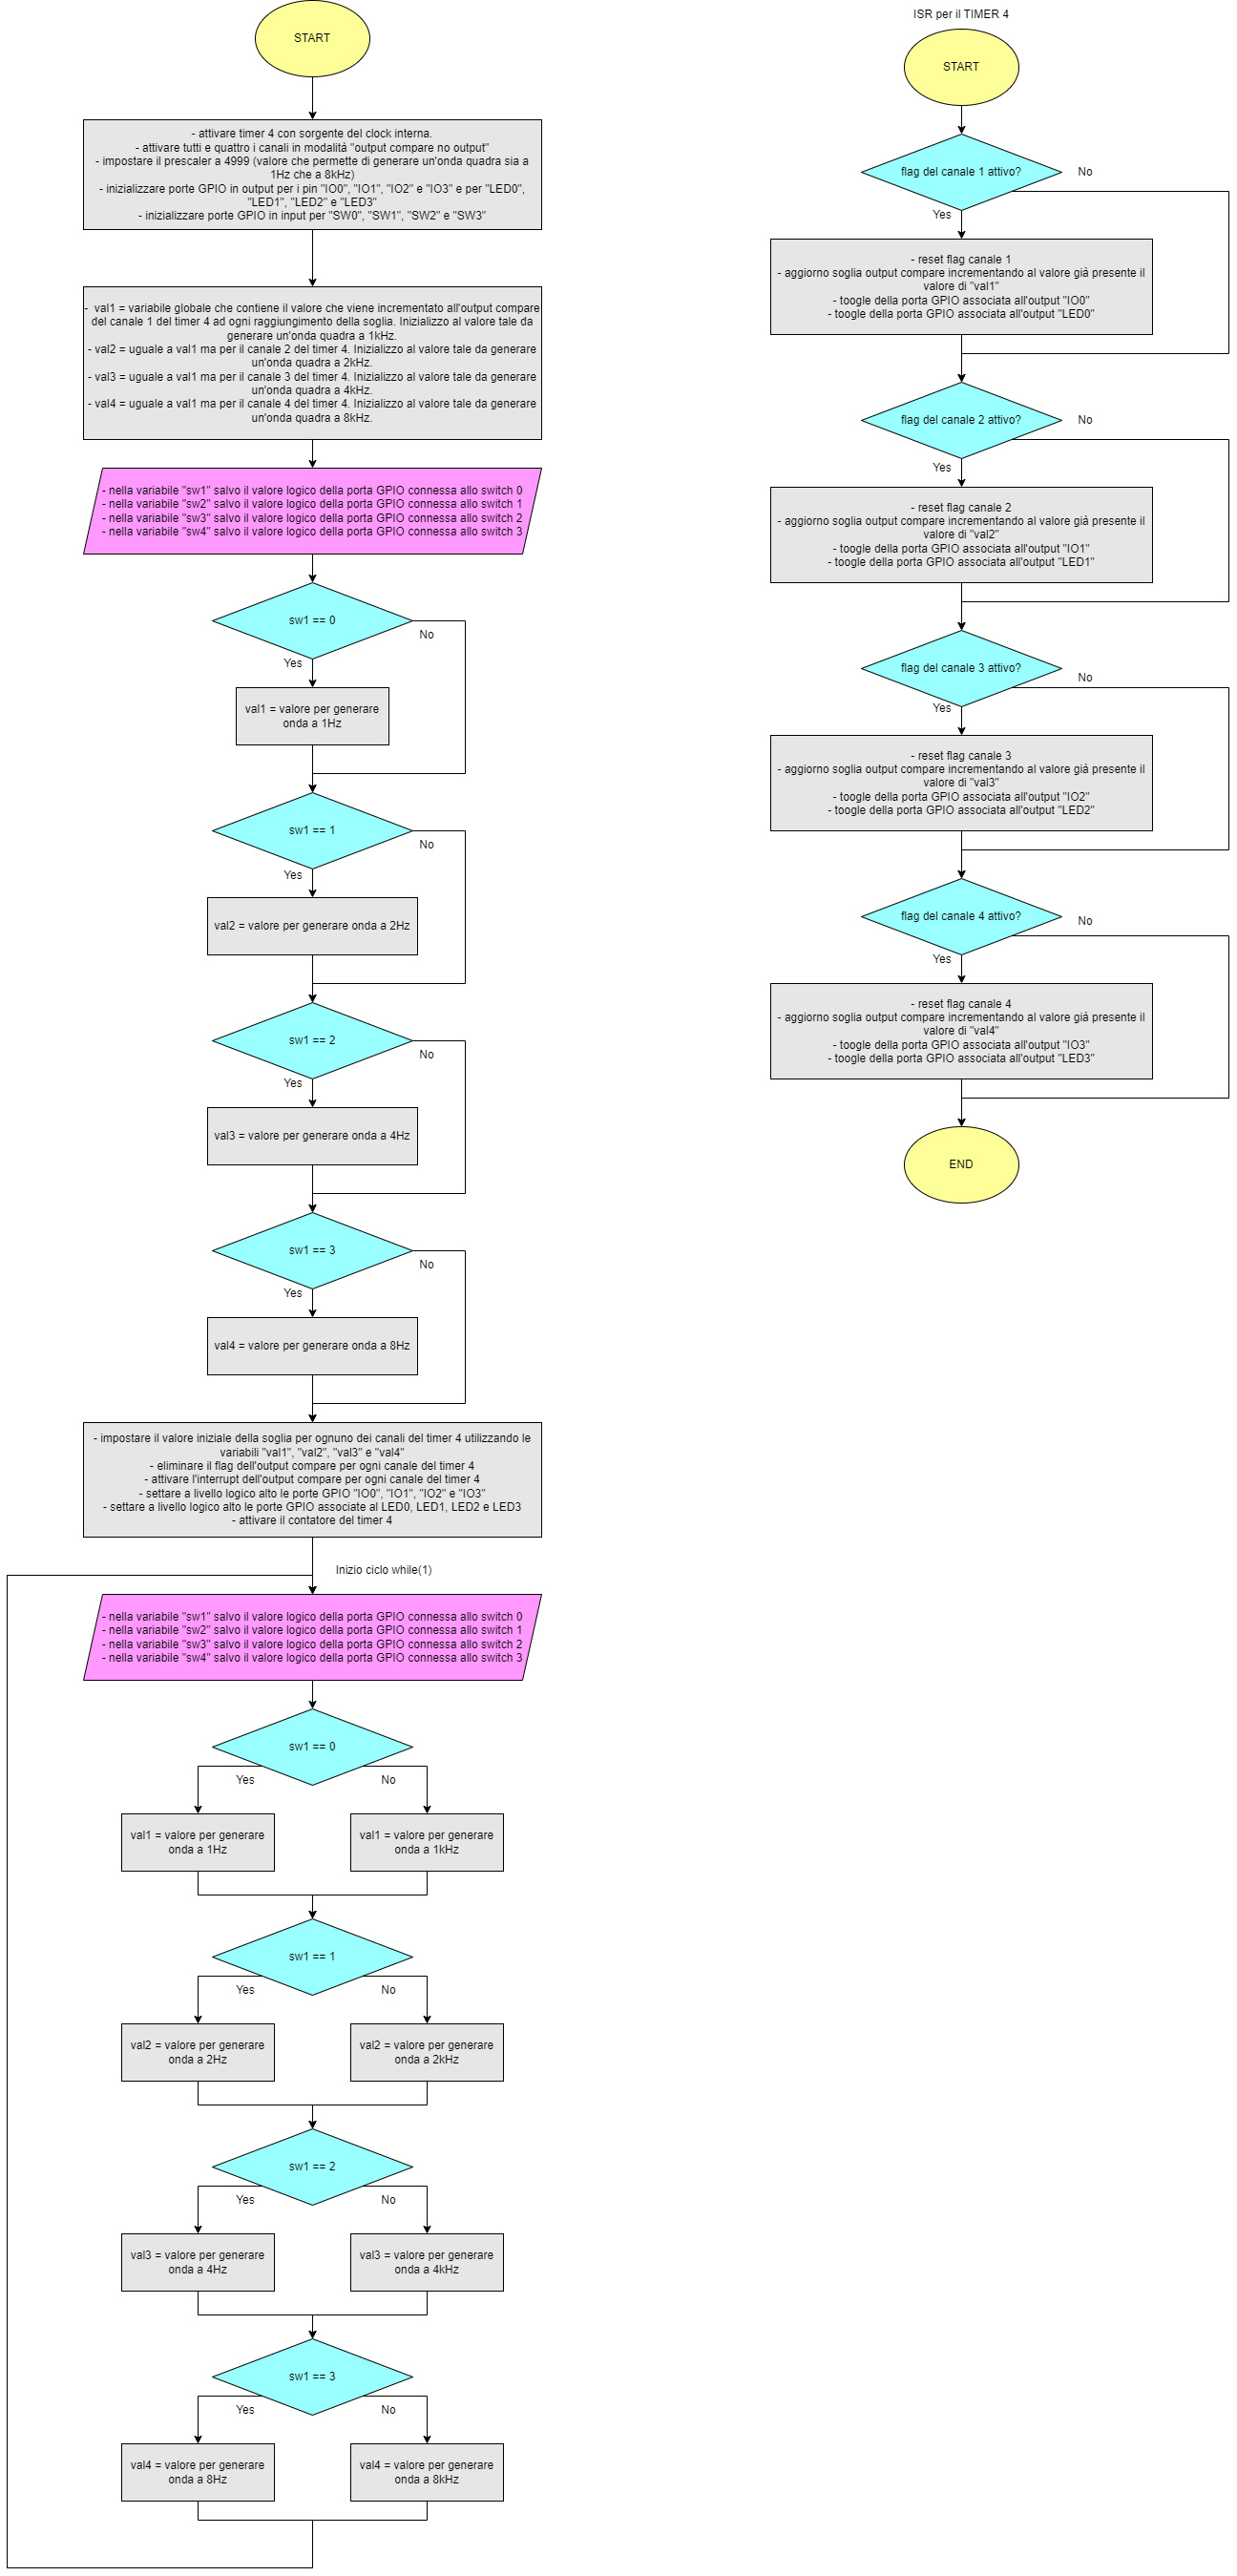 START
- attivare timer 4 con sorgente del clock interna.
- attivare tutti e quattro i canali in modalità "output compare no output"
- impostare il prescaler a 4999 (valore che permette di generare un'onda quadra sia a
1Hz che a 8kHz)
- inizializzare porte GPIO in output per i pin "IO0", "IO1", "IO2" e "IO3" e per "LED0",
"LED1", "LED2" e "LED3"
- inizializzare porte GPIO in input per "SW0", "SW1", "SW2" e "SW3"
- val1 = variabile globale che contiene il valore che viene incrementato all'output compare
del canale 1 del timer 4 ad ogni raggiungimento della soglia. Inizializzo al valore tale da
generare un'onda quadra a 1kHz.
- val2 = uguale a val1 ma per il canale 2 del timer 4. Inizializzo al valore tale da generare
un'onda quadra a 2kHz.
- val3 = uguale a val1 ma per il canale 3 del timer 4. Inizializzo al valore tale da generare
un'onda quadra a 4kHz.
- val4 = uguale a val1 ma per il canale 4 del timer 4. Inizializzo al valore tale da generare
un'onda quadra a 8kHz.
- nella variabile "sw1" salvo il valore logico della porta GPIO connessa allo switch 0
- nella variabile "sw2" salvo il valore logico della porta GPIO connessa allo switch 1
- nella variabile "sw3" salvo il valore logico della porta GPIO connessa allo switch 2
- nella variabile "sw4" salvo il valore logico della porta GPIO connessa allo switch 3
sw1 == 0
No
Yes
val1 = valore per generare
onda a 1Hz
sw1 == 1
No
Yes
val2 = valore per generare onda a 2Hz
sw1 == 2
No
Yes
val3 = valore per generare onda a 4Hz
sw1 == 3
No
Yes
val4 = valore per generare onda a 8Hz
- impostare il valore iniziale della soglia per ognuno dei canali del timer 4 utilizzando le
variabili "val1", "val2", "val3" e "val4"
- eliminare il flag dell'output compare per ogni canale del timer 4
- attivare l'interrupt dell'output compare per ogni canale del timer 4
- settare a livello logico alto le porte GPIO "IO0", "IO1", "IO2" e "IO3"
- settare a livello logico alto le porte GPIO associate al LED0, LED1, LED2 e LED3
- attivare il contatore del timer 4
Inizio ciclo while(1)
- nella variabile "sw1" salvo il valore logico della porta GPIO connessa allo switch 0
- nella variabile "sw2" salvo il valore logico della porta GPIO connessa allo switch 1
- nella variabile "sw3" salvo il valore logico della porta GPIO connessa allo switch 2
- nella variabile "sw4" salvo il valore logico della porta GPIO connessa allo switch 3
sw1 == 0
Yes
No
val1 = valore per generare
onda a 1Hz
val1 = valore per generare
onda a 1kHz
sw1 == 1
Yes
No
val2 = valore per generare
onda a 2Hz
val2 = valore per generare
onda a 2kHz
sw1 == 2
Yes
No
val3 = valore per generare
onda a 4Hz
val3 = valore per generare
onda a 4kHz
sw1 == 3
Yes
No
val4 = valore per generare
onda a 8Hz
val4 = valore per generare
onda a 8kHz
ISR per il TIMER 4
START
flag del canale 1 attivo?
No
Yes
- reset flag canale 1
- aggiorno soglia output compare incrementando al valore già presente il
valore di "val1"
- toogle della porta GPIO associata all'output "IO0"
- toogle della porta GPIO associata all'output "LED0"
flag del canale 2 attivo?
No
Yes
- reset flag canale 2
- aggiorno soglia output compare incrementando al valore già presente il
valore di "val2"
- toogle della porta GPIO associata all'output "IO1"
- toogle della porta GPIO associata all'output "LED1"
flag del canale 3 attivo?
No
Yes
- reset flag canale 3
- aggiorno soglia output compare incrementando al valore già presente il
valore di "val3"
- toogle della porta GPIO associata all'output "IO2"
- toogle della porta GPIO associata all'output "LED2"
flag del canale 4 attivo?
No
Yes
- reset flag canale 4
- aggiorno soglia output compare incrementando al valore già presente il
valore di "val4"
- toogle della porta GPIO associata all'output "IO3"
- toogle della porta GPIO associata all'output "LED3"
END